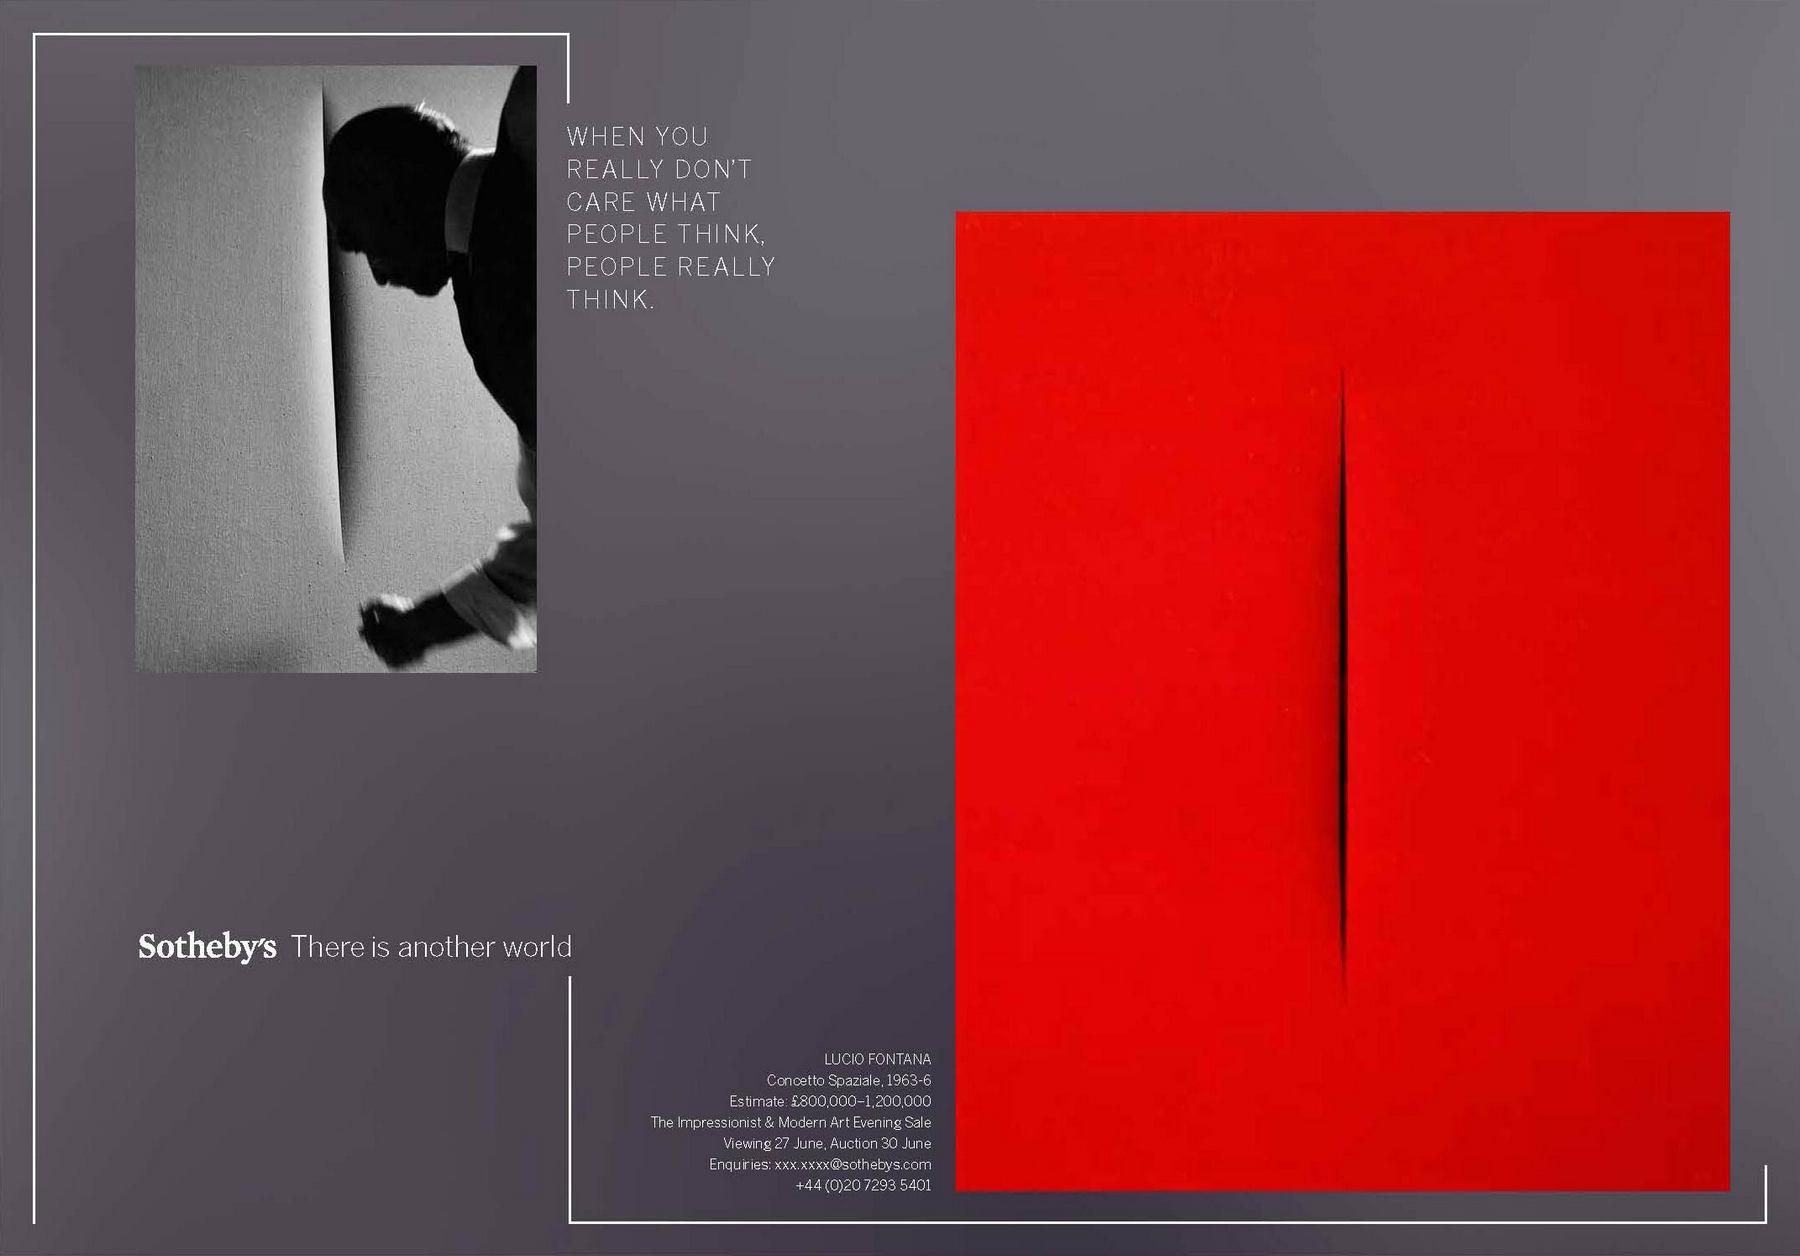 WHEN YOU
REALLY DON'T
CARE WHAT
PEOPLE THINK,
PEOPLE REALLY
THINK.
Sotheby's There is another world
LUCIO FONTANA
Concetto Spaziale, 1963-6
Estimate: £800,000–1,200,000
The Impressionist & Modern Art Evening Sale
Viewing 27 June, Auction 30 June
Enquiries: xxx.xxxx@sothebys.com
+44 (0)20 7293 5401